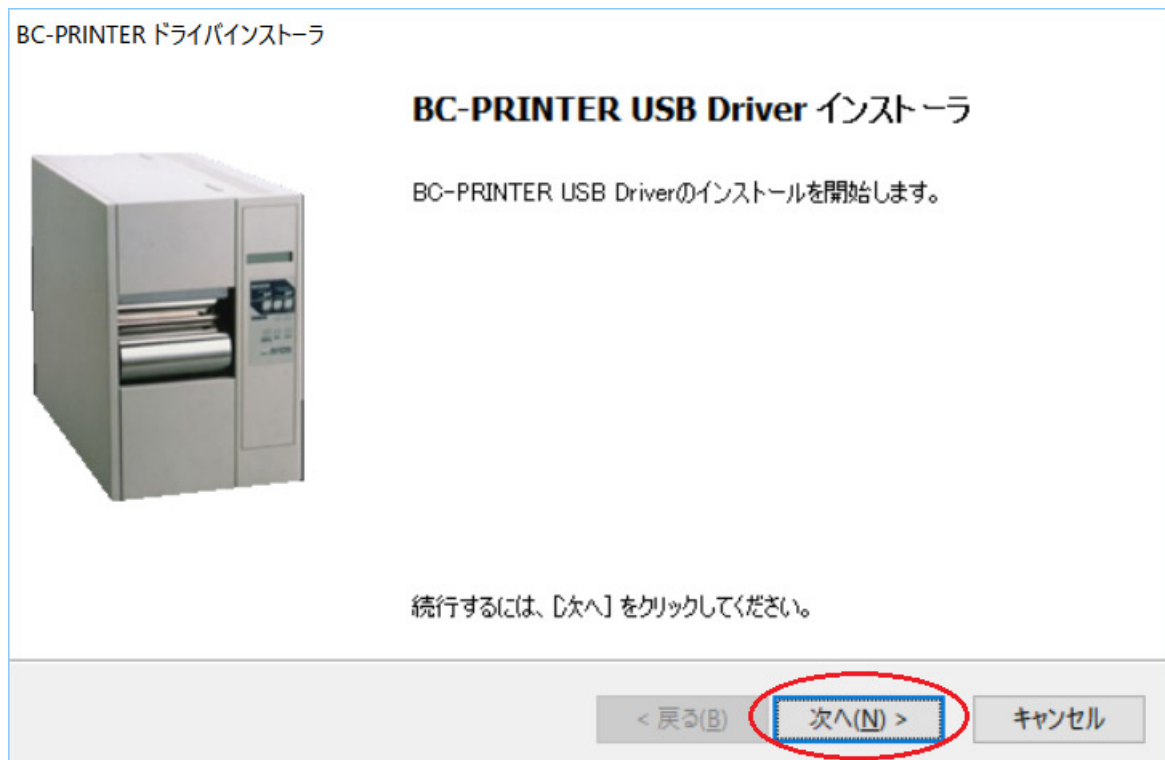 BC-PRINTER ドライバインストーラ
BC-PRINTER USB Driver インストーラ
BC-PRINTER USB Driverのインストールを開始します。
続行するには、[次へ] をクリックしてください。
< 戻る(B)
次へ(N) >
キャンセル